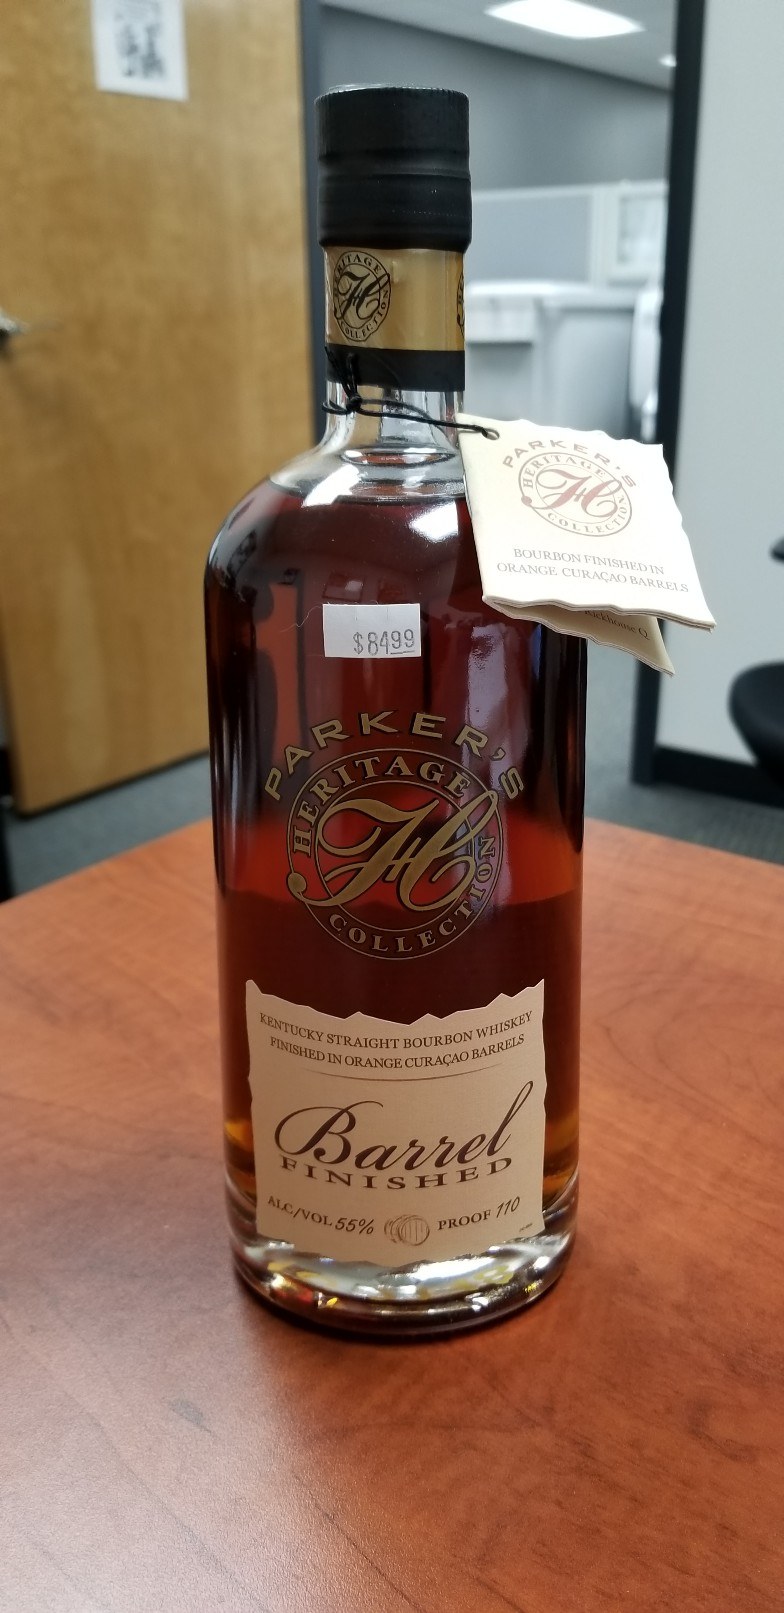 HERITAGE
H
COLLECTION
PARKER'S
HERITAGE
H
COLLECTION
BOURBON FINISHED IN
ORANGE CURAÇAO BARRELS
Rickhouse Q
$84.99
PARKER'S
HERITAGE
H
COLLECTION
KENTUCKY STRAIGHT BOURBON WHISKEY
FINISHED IN ORANGE CURAÇAO BARRELS
Barrel
FINISHED
ALC/VOL 55% PROOF 110